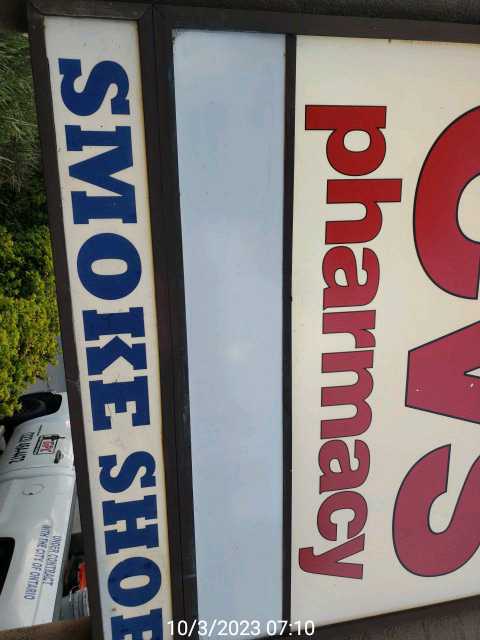 CVS
pharmacy
SMOKE SHOP
UNDER CONTRACT
WITH THE CITY OF ONTARIO
10/3/2023 07:10